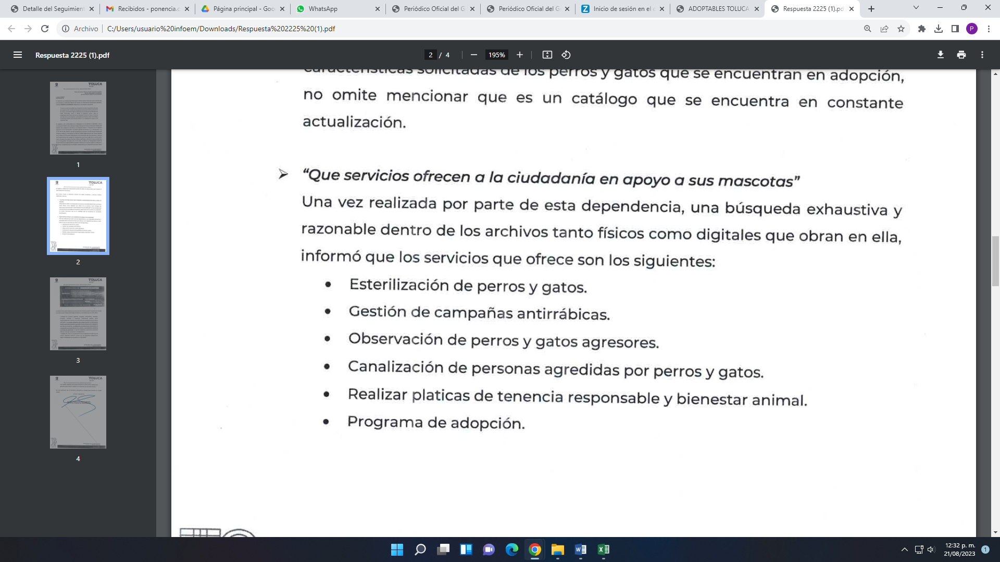 Detalle del Seguimient
Recibidos - ponencia.c
Página principal - Goo
WhatsApp
Periódico Oficial del G
Periódico Oficial del G
Inicio de sesión en el c
ADOPTABLES TOLUCA
Respuesta 2225 (1).pd
Archivo
C:/Users/usuario%20infoem/Downloads/Respuesta%202225%20(1).pdf
P
Respuesta 2225 (1).pdf
2 / 4
195%
TOLUCA
1
TOLUCA
2
TOLUCA
3
TOLUCA
4
características solicitadas de los perros y gatos que se encuentran en adopción,
no omite mencionar que es un catálogo que se encuentra en constante
actualización.
➢ “Que servicios ofrecen a la ciudadanía en apoyo a sus mascotas”
Una vez realizada por parte de esta dependencia, una búsqueda exhaustiva y
razonable dentro de los archivos tanto físicos como digitales que obran en ella,
informó que los servicios que ofrece son los siguientes:
• Esterilización de perros y gatos.
• Gestión de campañas antirrábicas.
• Observación de perros y gatos agresores.
• Canalización de personas agredidas por perros y gatos.
• Realizar platicas de tenencia responsable y bienestar animal.
• Programa de adopción.
12:32 p. m.
21/08/2023
1